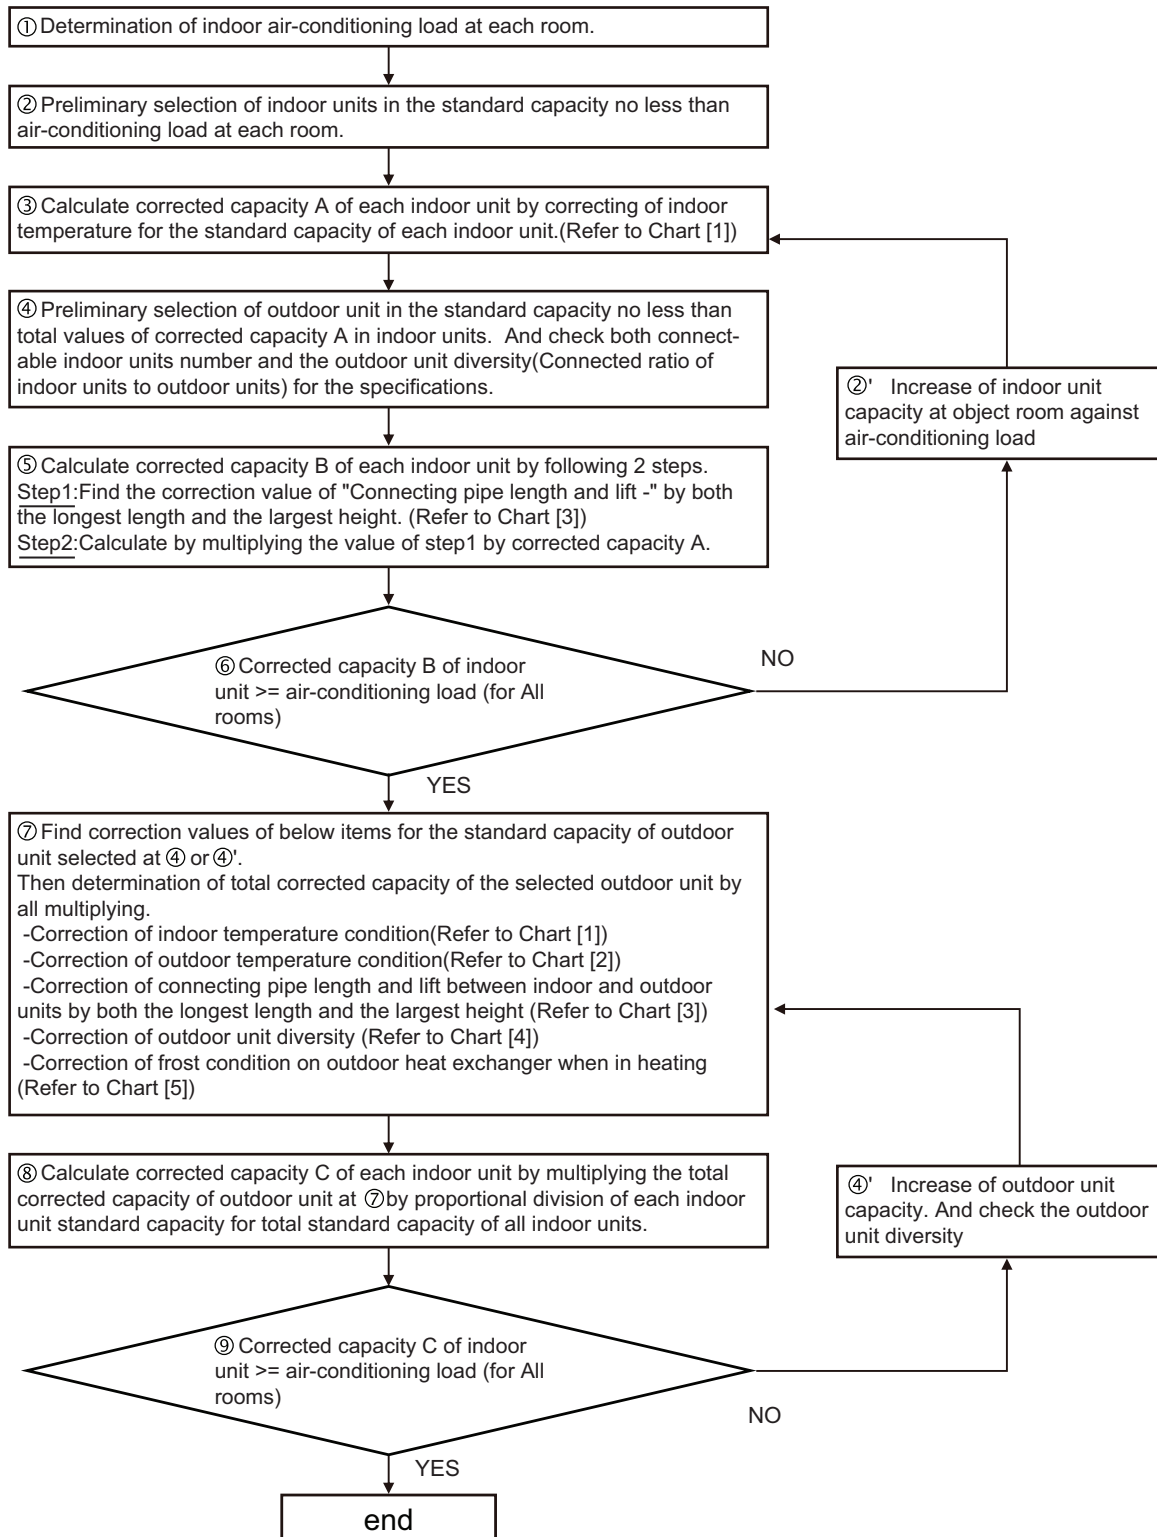 ①Determination of indoor air-conditioning load at each room.
②Preliminary selection of indoor units in the standard capacity no less than
air-conditioning load at each room.
③Calculate corrected capacity A of each indoor unit by correcting of indoor
temperature for the standard capacity of each indoor unit.(Refer to Chart [1])
④Preliminary selection of outdoor unit in the standard capacity no less than
total values of corrected capacity A in indoor units.  And check both connect-
able indoor units number and the outdoor unit diversity(Connected ratio of
indoor units to outdoor units) for the specifications.
②'  Increase of indoor unit
capacity at object room against
air-conditioning load
⑤Calculate corrected capacity B of each indoor unit by following 2 steps.
Step1:Find the correction value of "Connecting pipe length and lift -" by both
the longest length and the largest height. (Refer to Chart [3])
Step2:Calculate by multiplying the value of step1 by corrected capacity A.
⑥Corrected capacity B of indoor
unit >= air-conditioning load (for All
rooms)
NO
YES
⑦Find correction values of below items for the standard capacity of outdoor
unit selected at ④ or ④'.
Then determination of total corrected capacity of the selected outdoor unit by
all multiplying.
-Correction of indoor temperature condition(Refer to Chart [1])
-Correction of outdoor temperature condition(Refer to Chart [2])
-Correction of connecting pipe length and lift between indoor and outdoor
units by both the longest length and the largest height (Refer to Chart [3])
-Correction of outdoor unit diversity (Refer to Chart [4])
-Correction of frost condition on outdoor heat exchanger when in heating
(Refer to Chart [5])
⑧Calculate corrected capacity C of each indoor unit by multiplying the total
corrected capacity of outdoor unit at ⑦by proportional division of each indoor
unit standard capacity for total standard capacity of all indoor units.
④'  Increase of outdoor unit
capacity. And check the outdoor
unit diversity
⑨Corrected capacity C of indoor
unit >= air-conditioning load (for All
rooms)
NO
YES
end